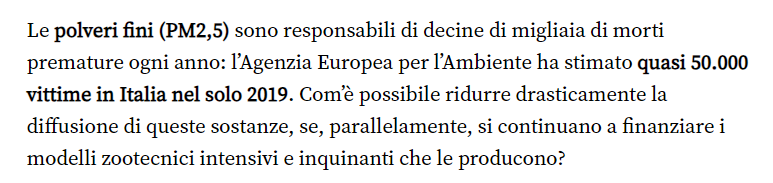 Le polveri fini (PM2,5) sono responsabili di decine di migliaia di morti
premature ogni anno: l’Agenzia Europea per l’Ambiente ha stimato quasi 50.000
vittime in Italia nel solo 2019. Com’è possibile ridurre drasticamente la
diffusione di queste sostanze, se, parallelamente, si continuano a finanziare i
modelli zootecnici intensivi e inquinanti che le producono?